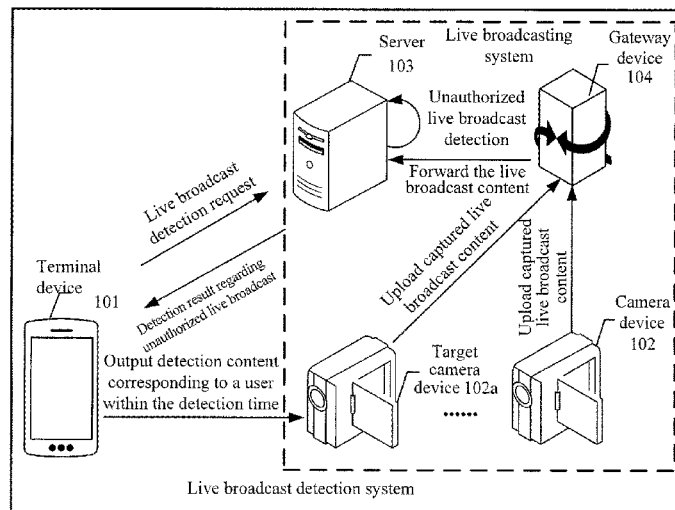 Server
103
Live broadcasting
system
Gateway
device
104
Unauthorized
live broadcast
detection
Forward the live
broadcast content
Live broadcast
detection request
Terminal
device
101
Detection result regarding
unauthorized live broadcast
Upload captured live
broadcast content
Upload captured
live broadcast
content
Camera
device
102
Output detection content
corresponding to a user
within the detection time
Target
camera
device 102a
......
Live broadcast detection system